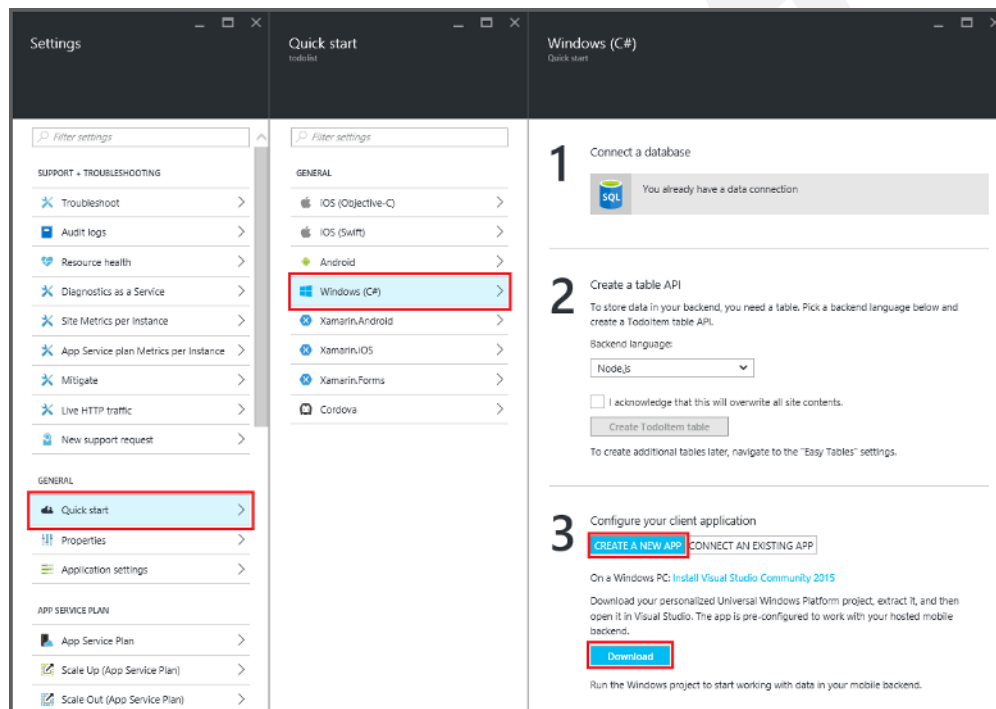 Settings
Filter settings
SUPPORT + TROUBLESHOOTING
Troubleshoot
Audit logs
Resource health
Diagnostics as a Service
Site Metrics per Instance
App Service plan Metrics per Instance
Mitigate
Live HTTP traffic
New support request
GENERAL
Quick start
Properties
Application settings
APP SERVICE PLAN
App Service Plan
Scale Up (App Service Plan)
Scale Out (App Service Plan)
Quick start
todolist
Filter settings
GENERAL
iOS (Objective-C)
iOS (Swift)
Android
Windows (C#)
Xamarin.Android
Xamarin.iOS
Xamarin.Forms
Cordova
Windows (C#)
Quick start
1
Connect a database
SQL
You already have a data connection
2
Create a table API
To store data in your backend, you need a table. Pick a backend language below and
create a TodoItem table API.
Backend language:
Node.js
I acknowledge that this will overwrite all site contents.
Create TodoItem table
To create additional tables later, navigate to the "Easy Tables" settings.
3
Configure your client application
CREATE A NEW APP CONNECT AN EXISTING APP
On a Windows PC: Install Visual Studio Community 2015
Download your personalized Universal Windows Platform project, extract it, and then
open it in Visual Studio. The app is pre-configured to work with your hosted mobile
backend.
Download
Run the Windows project to start working with data in your mobile backend.